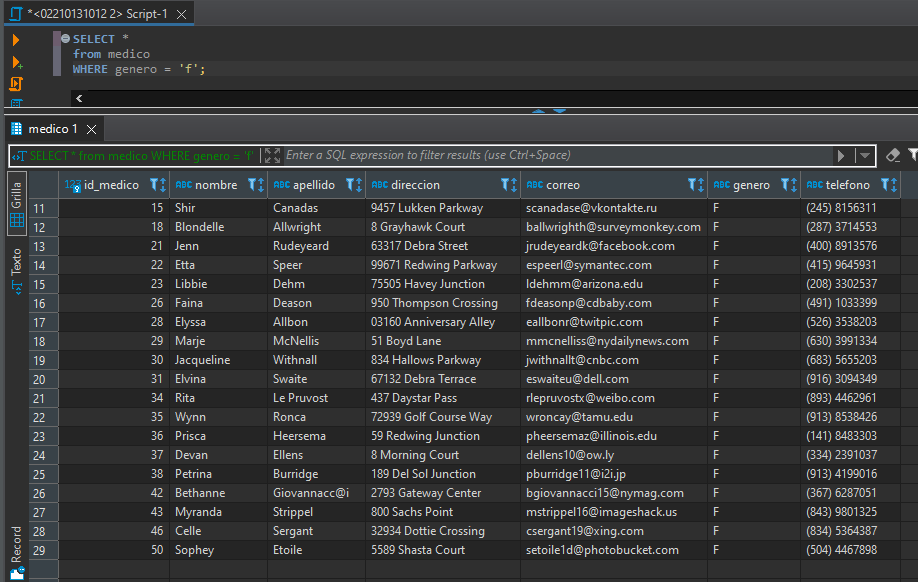 *<02210131012 2> Script-1
SELECT *
from medico
WHERE genero = 'f';
medico 1
SELECT * from medico WHERE genero = 'f' Enter a SQL expression to filter results (use Ctrl+Space)
Grilla
Texto
Record
123 id_medico ABC nombre ABC apellido ABC direccion ABC correo ABC genero ABC telefono
11 15 Shir Canadas 9457 Lukken Parkway scanadase@vkontakte.ru F (245) 8156311
12 18 Blondelle Allwright 8 Grayhawk Court ballwrighth@surveymonkey.com F (287) 3714553
13 21 Jenn Rudeyeard 63317 Debra Street jrudeyeardk@facebook.com F (400) 8913576
14 22 Etta Speer 99671 Redwing Parkway espeerl@symantec.com F (415) 9645931
15 23 Libbie Dehm 75505 Havey Junction ldehmm@arizona.edu F (208) 3302537
16 26 Faina Deason 950 Thompson Crossing fdeasonp@cdbaby.com F (491) 1033399
17 28 Elyssa Allbon 03160 Anniversary Alley eallbonr@twitpic.com F (526) 3538203
18 29 Marje McNellis 51 Boyd Lane mmcnelliss@nydailynews.com F (630) 3991334
19 30 Jacqueline Withnall 834 Hallows Parkway jwithnallt@cnbc.com F (683) 5655203
20 31 Elvina Swaite 67132 Debra Terrace eswaiteu@dell.com F (916) 3094349
21 34 Rita Le Pruvost 437 Daystar Pass rlepruvostx@weibo.com F (893) 4462961
22 35 Wynn Ronca 72939 Golf Course Way wroncay@tamu.edu F (913) 8538426
23 36 Prisca Heersema 59 Redwing Junction pheersemaz@illinois.edu F (141) 8483303
24 37 Devan Ellens 8 Morning Court dellens10@ow.ly F (334) 2391037
25 38 Petrina Burridge 189 Del Sol Junction pburridge11@i2i.jp F (913) 4199016
26 42 Bethanne Giovannacc@i 2793 Gateway Center bgiovannacci15@nymag.com F (367) 6287051
27 43 Myranda Strippel 800 Sachs Point mstrippel16@imageshack.us F (843) 9801325
28 46 Celle Sergant 32934 Dottie Crossing csergant19@xing.com F (834) 5364387
29 50 Sophey Etoile 5589 Shasta Court setoile1d@photobucket.com F (504) 4467898